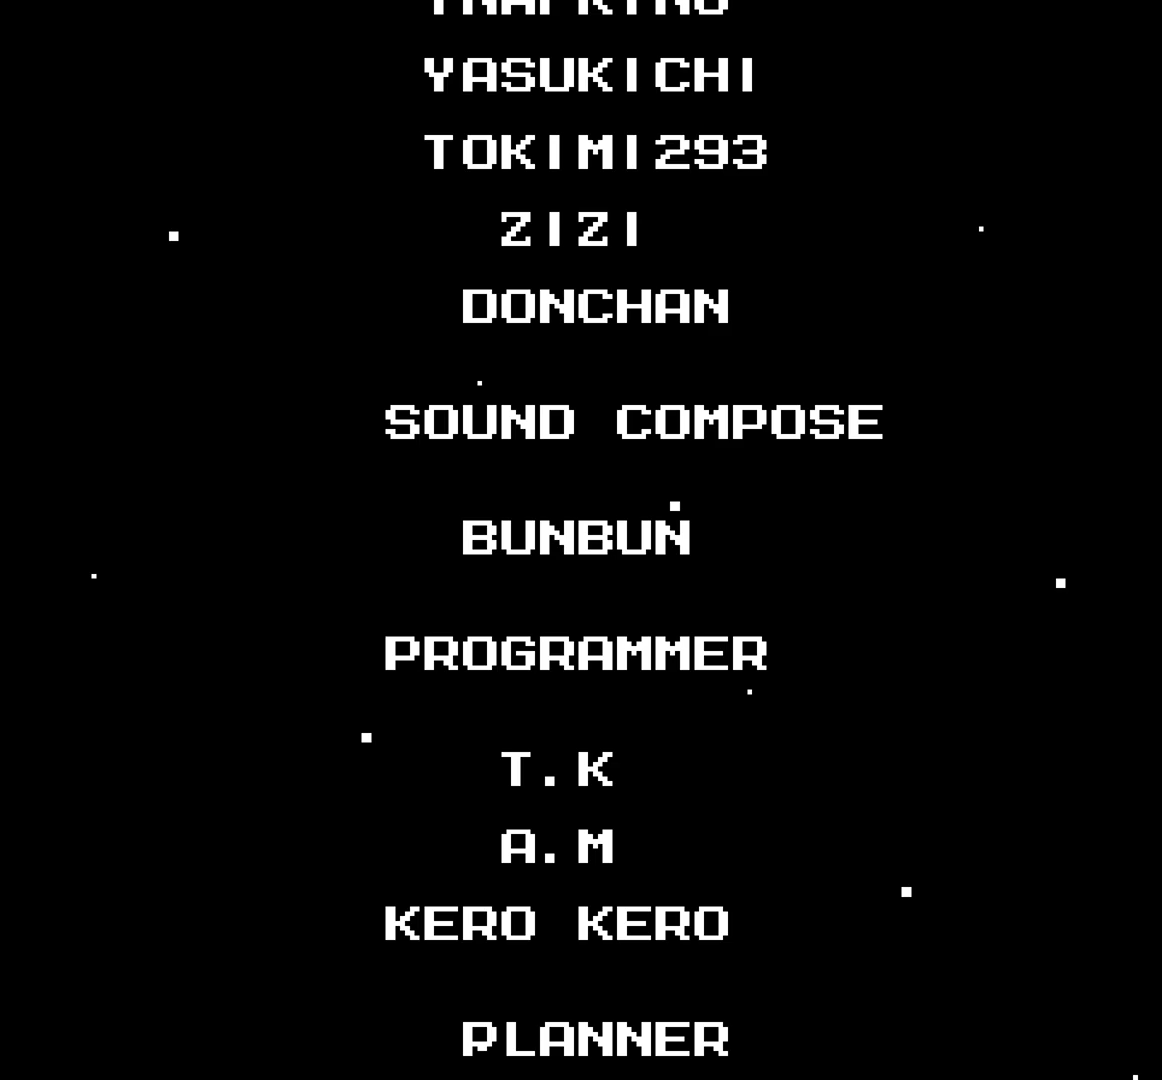 YASUKICHI
TOKIMI293
ZIZI
DONCHAN
SOUND COMPOSE
BUNBUN
PROGRAMMER
T.K
A.M
KERO KERO
PLANNER